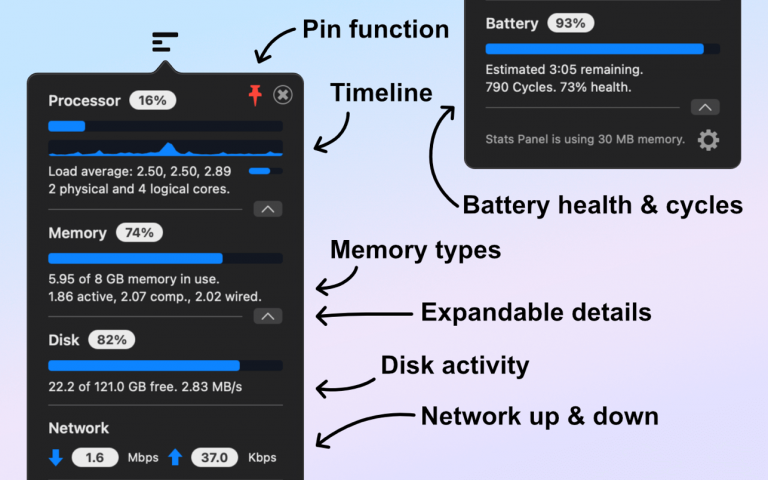 Pin function
Timeline
Processor 16%
Load average: 2.50, 2.50, 2.89
2 physical and 4 logical cores.
Memory 74%
5.95 of 8 GB memory in use.
1.86 active, 2.07 comp., 2.02 wired.
Disk 82%
22.2 of 121.0 GB free. 2.83 MB/s
Network
1.6 Mbps 37.0 Kbps
Battery 93%
Estimated 3:05 remaining.
790 Cycles. 73% health.
Stats Panel is using 30 MB memory.
Battery health & cycles
Memory types
Expandable details
Disk activity
Network up & down